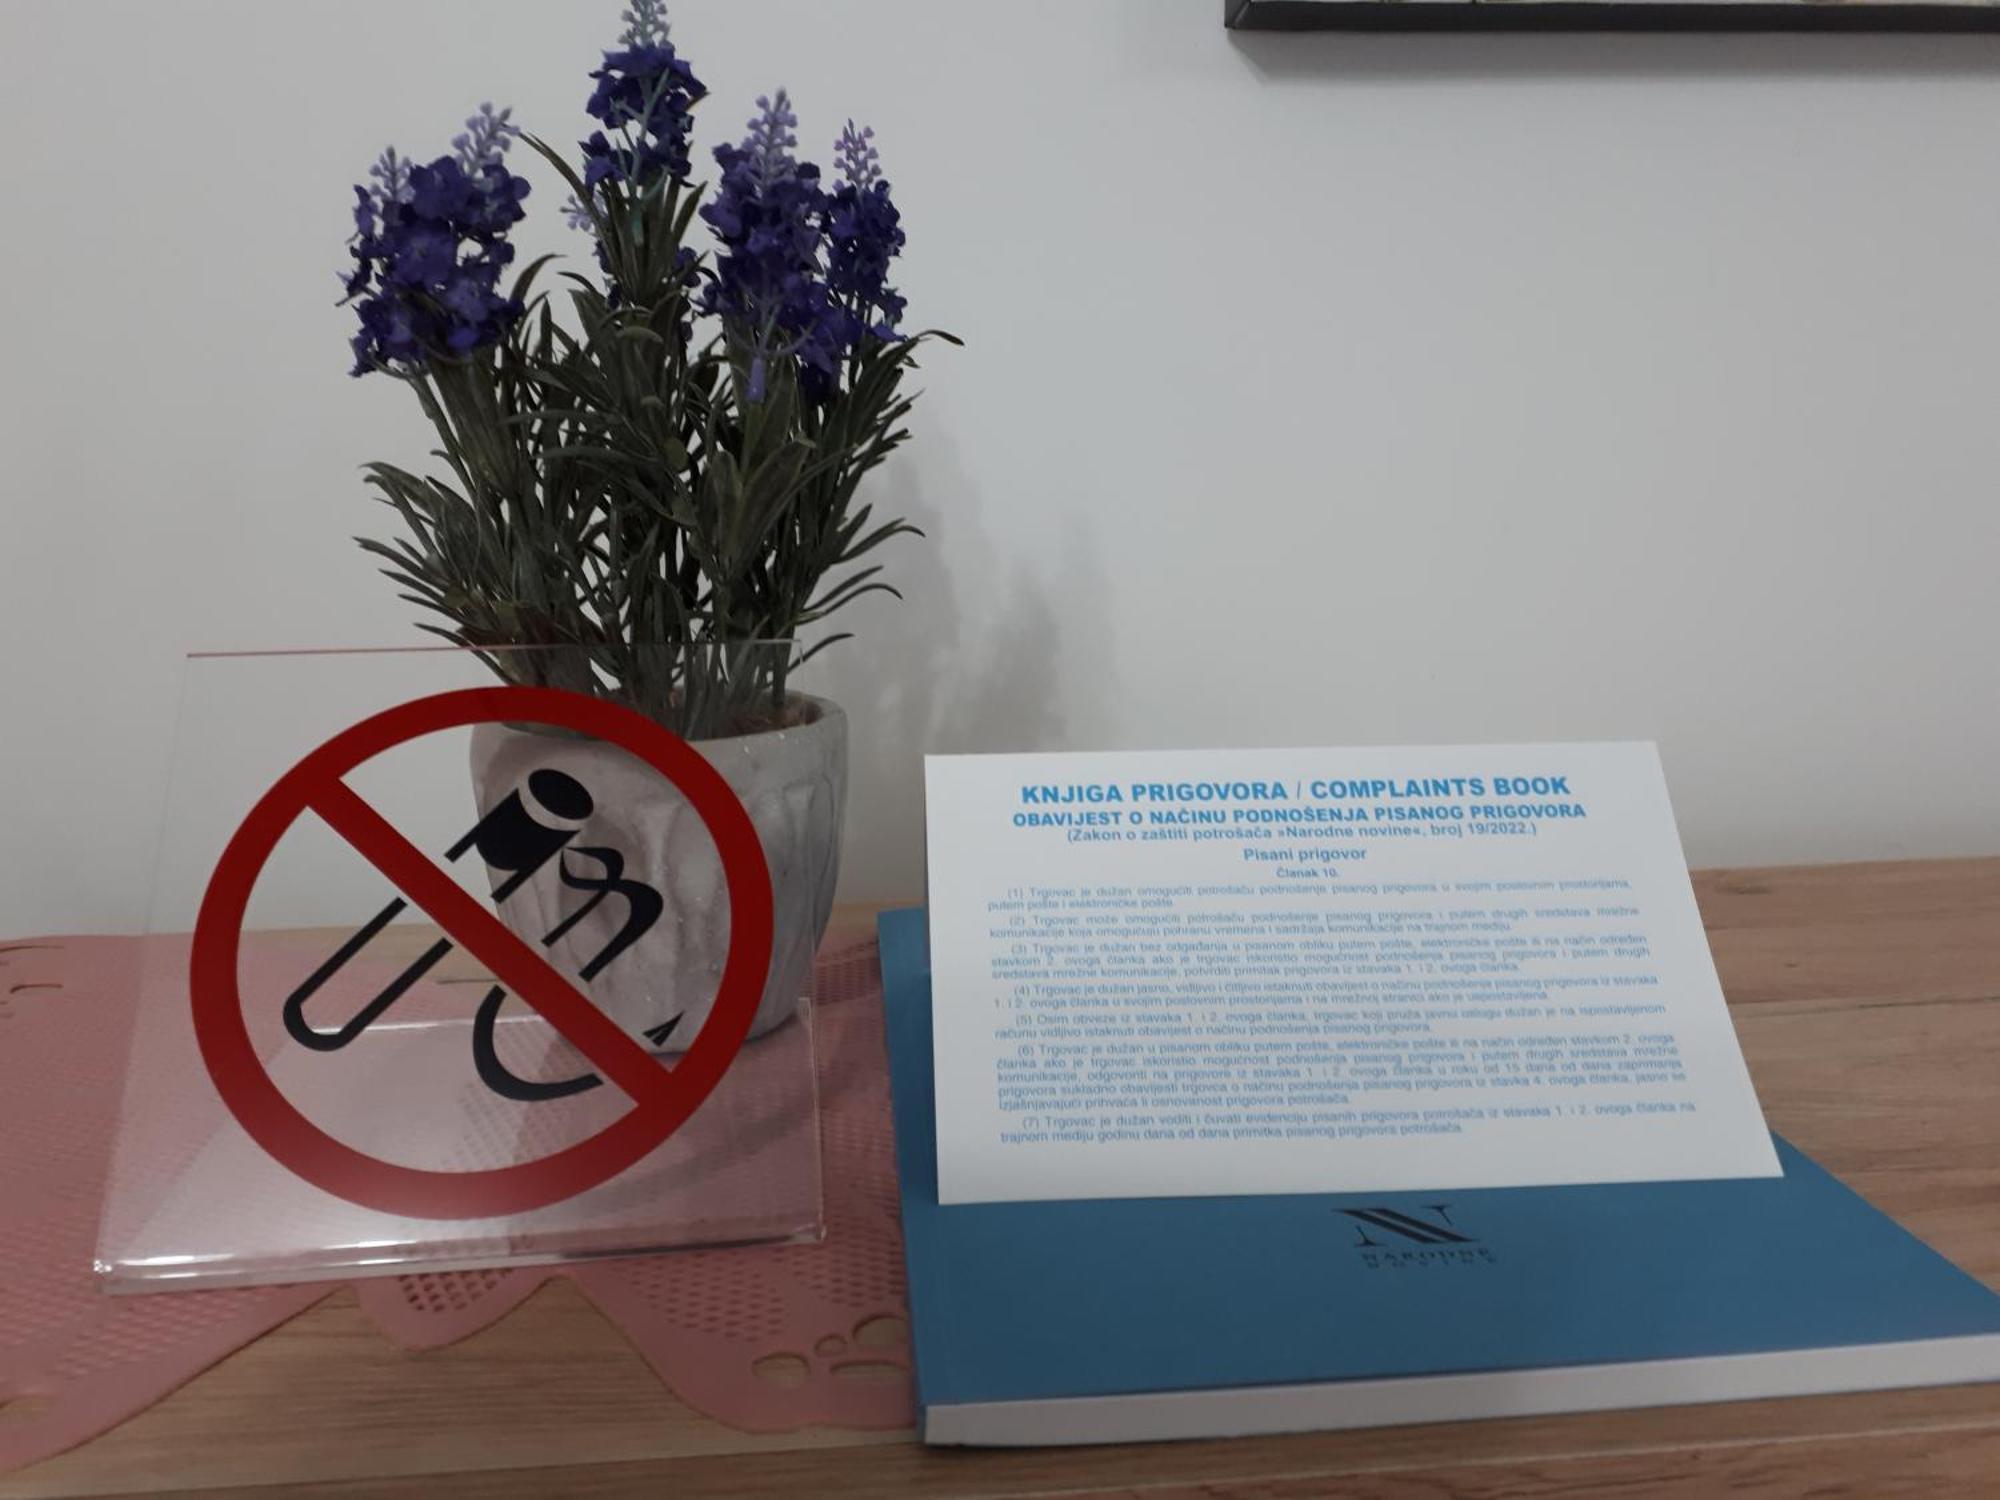 KNJIGA PRIGOVORA / COMPLAINTS BOOK
OBAVIJEST O NAČINU PODNOŠENJA PISANOG PRIGOVORA
(Zakon o zaštiti potrošača »Narodne novine«, broj 19/2022.)
Pisani prigovor
Članak 10.
(1) Trgovac je dužan omogućiti potrošaču podnošenje pisanog prigovora u svojim poslovnim prostorijama,
putem pošte i elektroničke pošte.
(2) Trgovac može omogućiti potrošaču podnošenje pisanog prigovora i putem drugih sredstava mrežne
komunikacije koja omogućuju pohranu vremena i sadržaja komunikacije na trajnom mediju.
(3) Trgovac je dužan bez odgađanja u pisanom obliku putem pošte, elektroničke pošte ili na način određen
stavkom 2. ovoga članka ako je trgovac iskoristio mogućnost podnošenja pisanog prigovora i putem drugih
sredstava mrežne komunikacije, potvrditi primitak prigovora iz stavaka 1. i 2. ovoga članka.
(4) Trgovac je dužan jasno, vidljivo i čitljivo istaknuti obavijest o načinu podnošenja pisanog prigovora iz stavaka
1. i 2. ovoga članka u svojim poslovnim prostorijama i na mrežnoj stranici ako je uspostavljena.
(5) Osim obveze iz stavaka 1. i 2. ovoga članka, trgovac koji pruža javnu uslugu dužan je na ispostavljenom
računu vidljivo istaknuti obavijest o načinu podnošenja pisanog prigovora.
(6) Trgovac je dužan u pisanom obliku putem pošte, elektroničke pošte ili na način određen stavkom 2. ovoga
članka ako je trgovac iskoristio mogućnost podnošenja pisanog prigovora i putem drugih sredstava mrežne
komunikacije, odgovoriti na prigovore iz stavaka 1. i 2. ovoga članka u roku od 15 dana od dana zaprimanja
prigovora sukladno obavijesti trgovca o načinu podnošenja pisanog prigovora iz stavka 4. ovoga članka, jasno se
izjašnjavajući prihvaća li osnovanost prigovora potrošača.
(7) Trgovac je dužan voditi i čuvati evidenciju pisanih prigovora potrošača iz stavaka 1. i 2. ovoga članka na
trajnom mediju godinu dana od dana primitka pisanog prigovora potrošača.
NARODNE
NOVINE